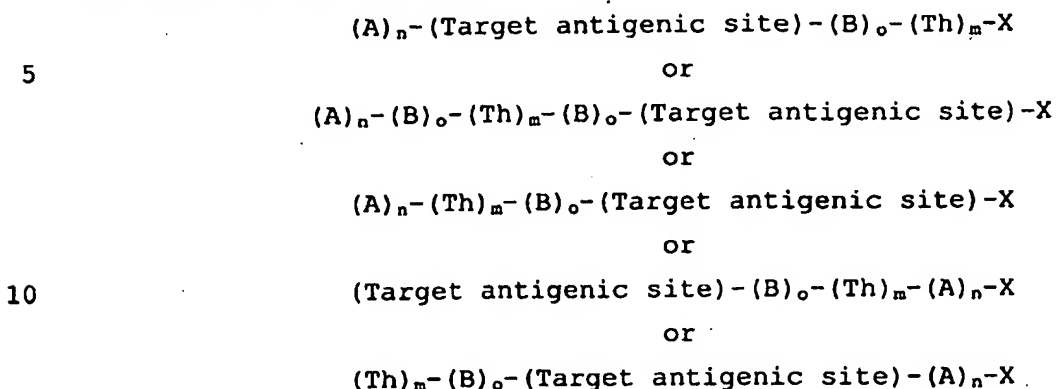 (A)n-(Target antigenic site)-(B)o-(Th)m-X
5 or
(A)n-(B)o-(Th)m-(B)o-(Target antigenic site)-X
or
(A)n-(Th)m-(B)o-(Target antigenic site)-X
or
10 (Target antigenic site)-(B)o-(Th)m-(A)n-X
or
(Th)m-(B)o-(Target antigenic site)-(A)n-X